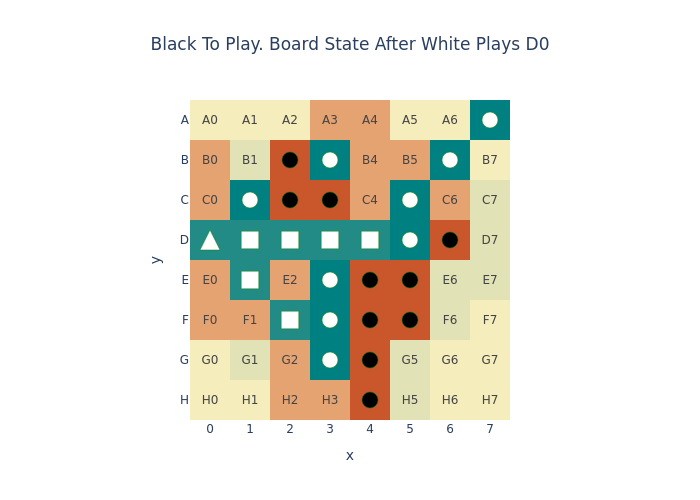 Black To Play. Board State After White Plays D0
A A0 A1 A2 A3 A4 A5 A6
B B0 B1 B4 B5 B7
C C0 C4 C6 C7
D D7
E E0 E2 E6 E7
F F0 F1 F6 F7
G G0 G1 G2 G5 G6 G7
H H0 H1 H2 H3 H5 H6 H7
0 1 2 3 4 5 6 7
x
y